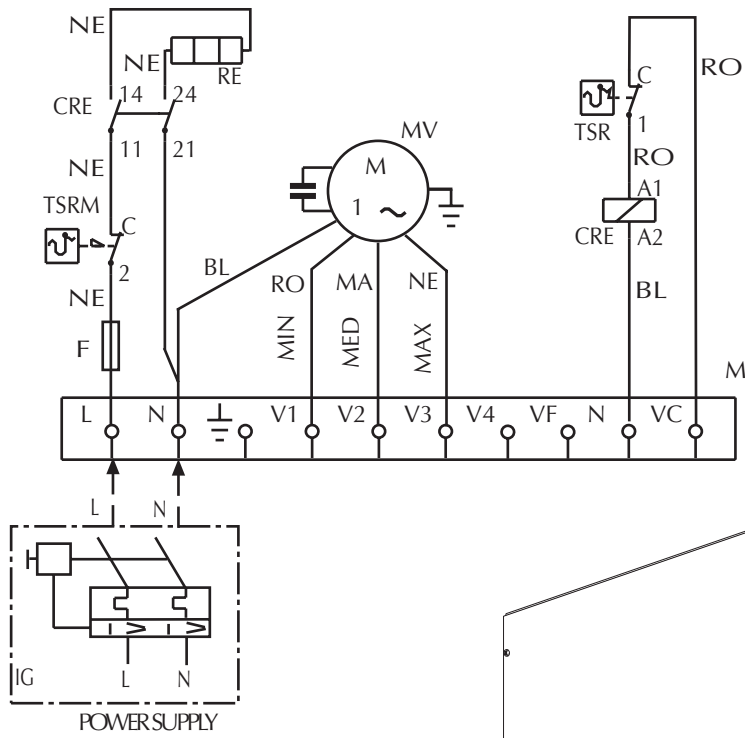 NE
NE
RE
14
24
CRE
11
21
NE
TSRM
C
2
NE
F
MV
M
1
BL
RO
MA
NE
MIN
MED
MAX
C
RO
TSR
1
RO
A1
CRE
A2
BL
M
L
N
V1
V2
V3
V4
VF
N
VC
L
N
IG
L
N
POWER SUPPLY